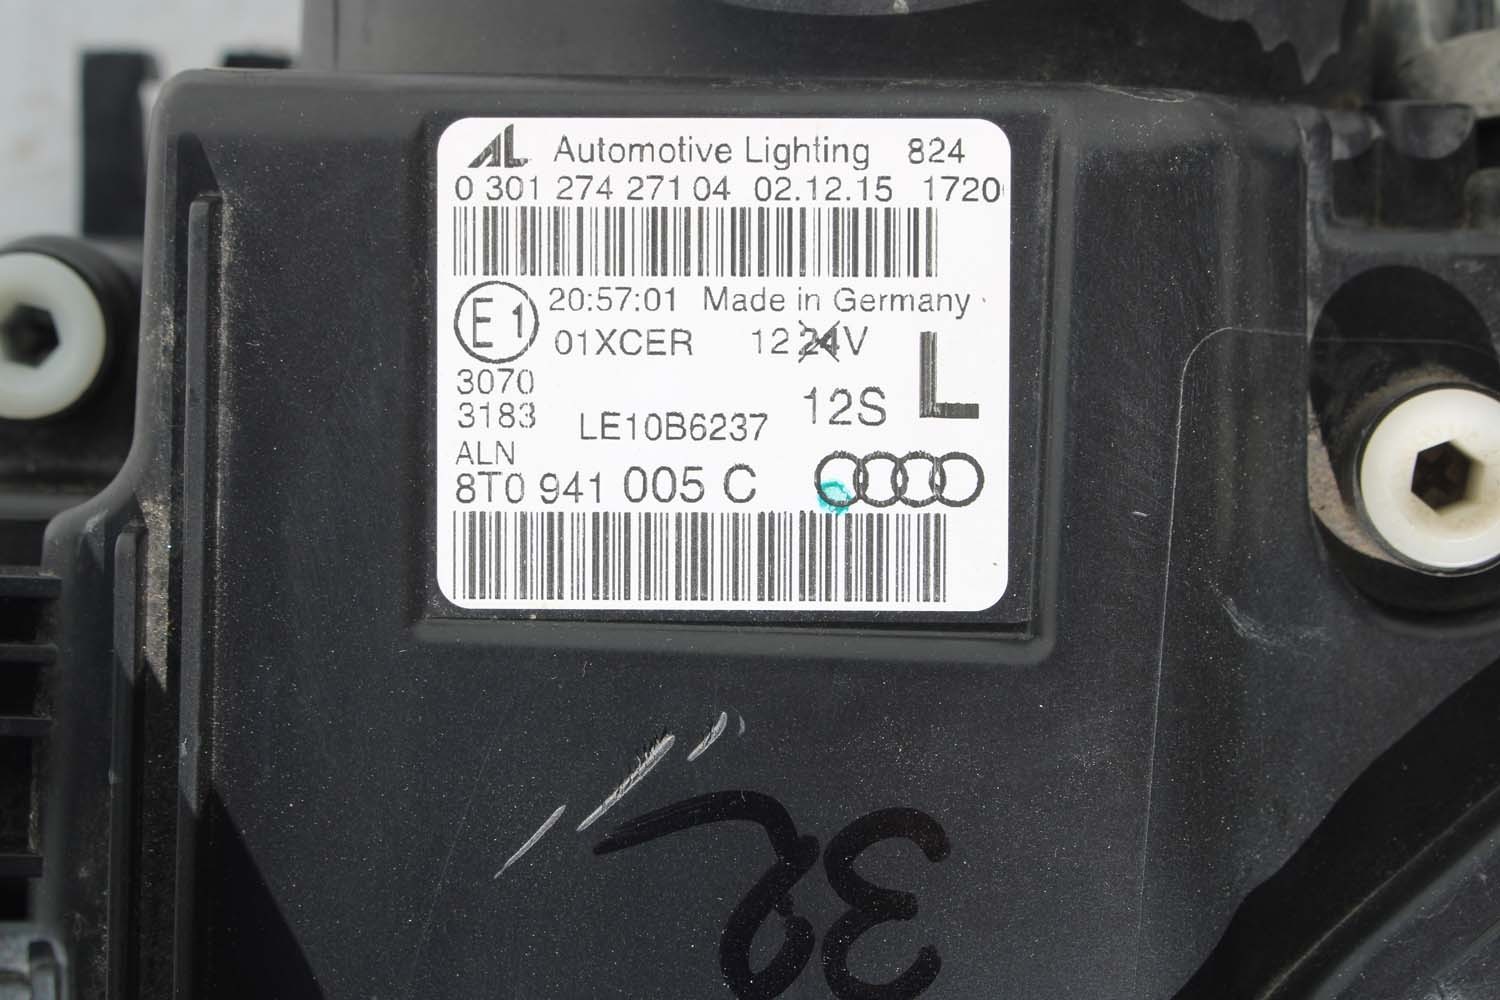 AL Automotive Lighting 824
0 301 274 271 04 02.12.15 1720
E1 20:57:01 Made in Germany
01XCER 12 24V L
3070
3183 LE10B6237 12S
ALN
8T0 941 005 C